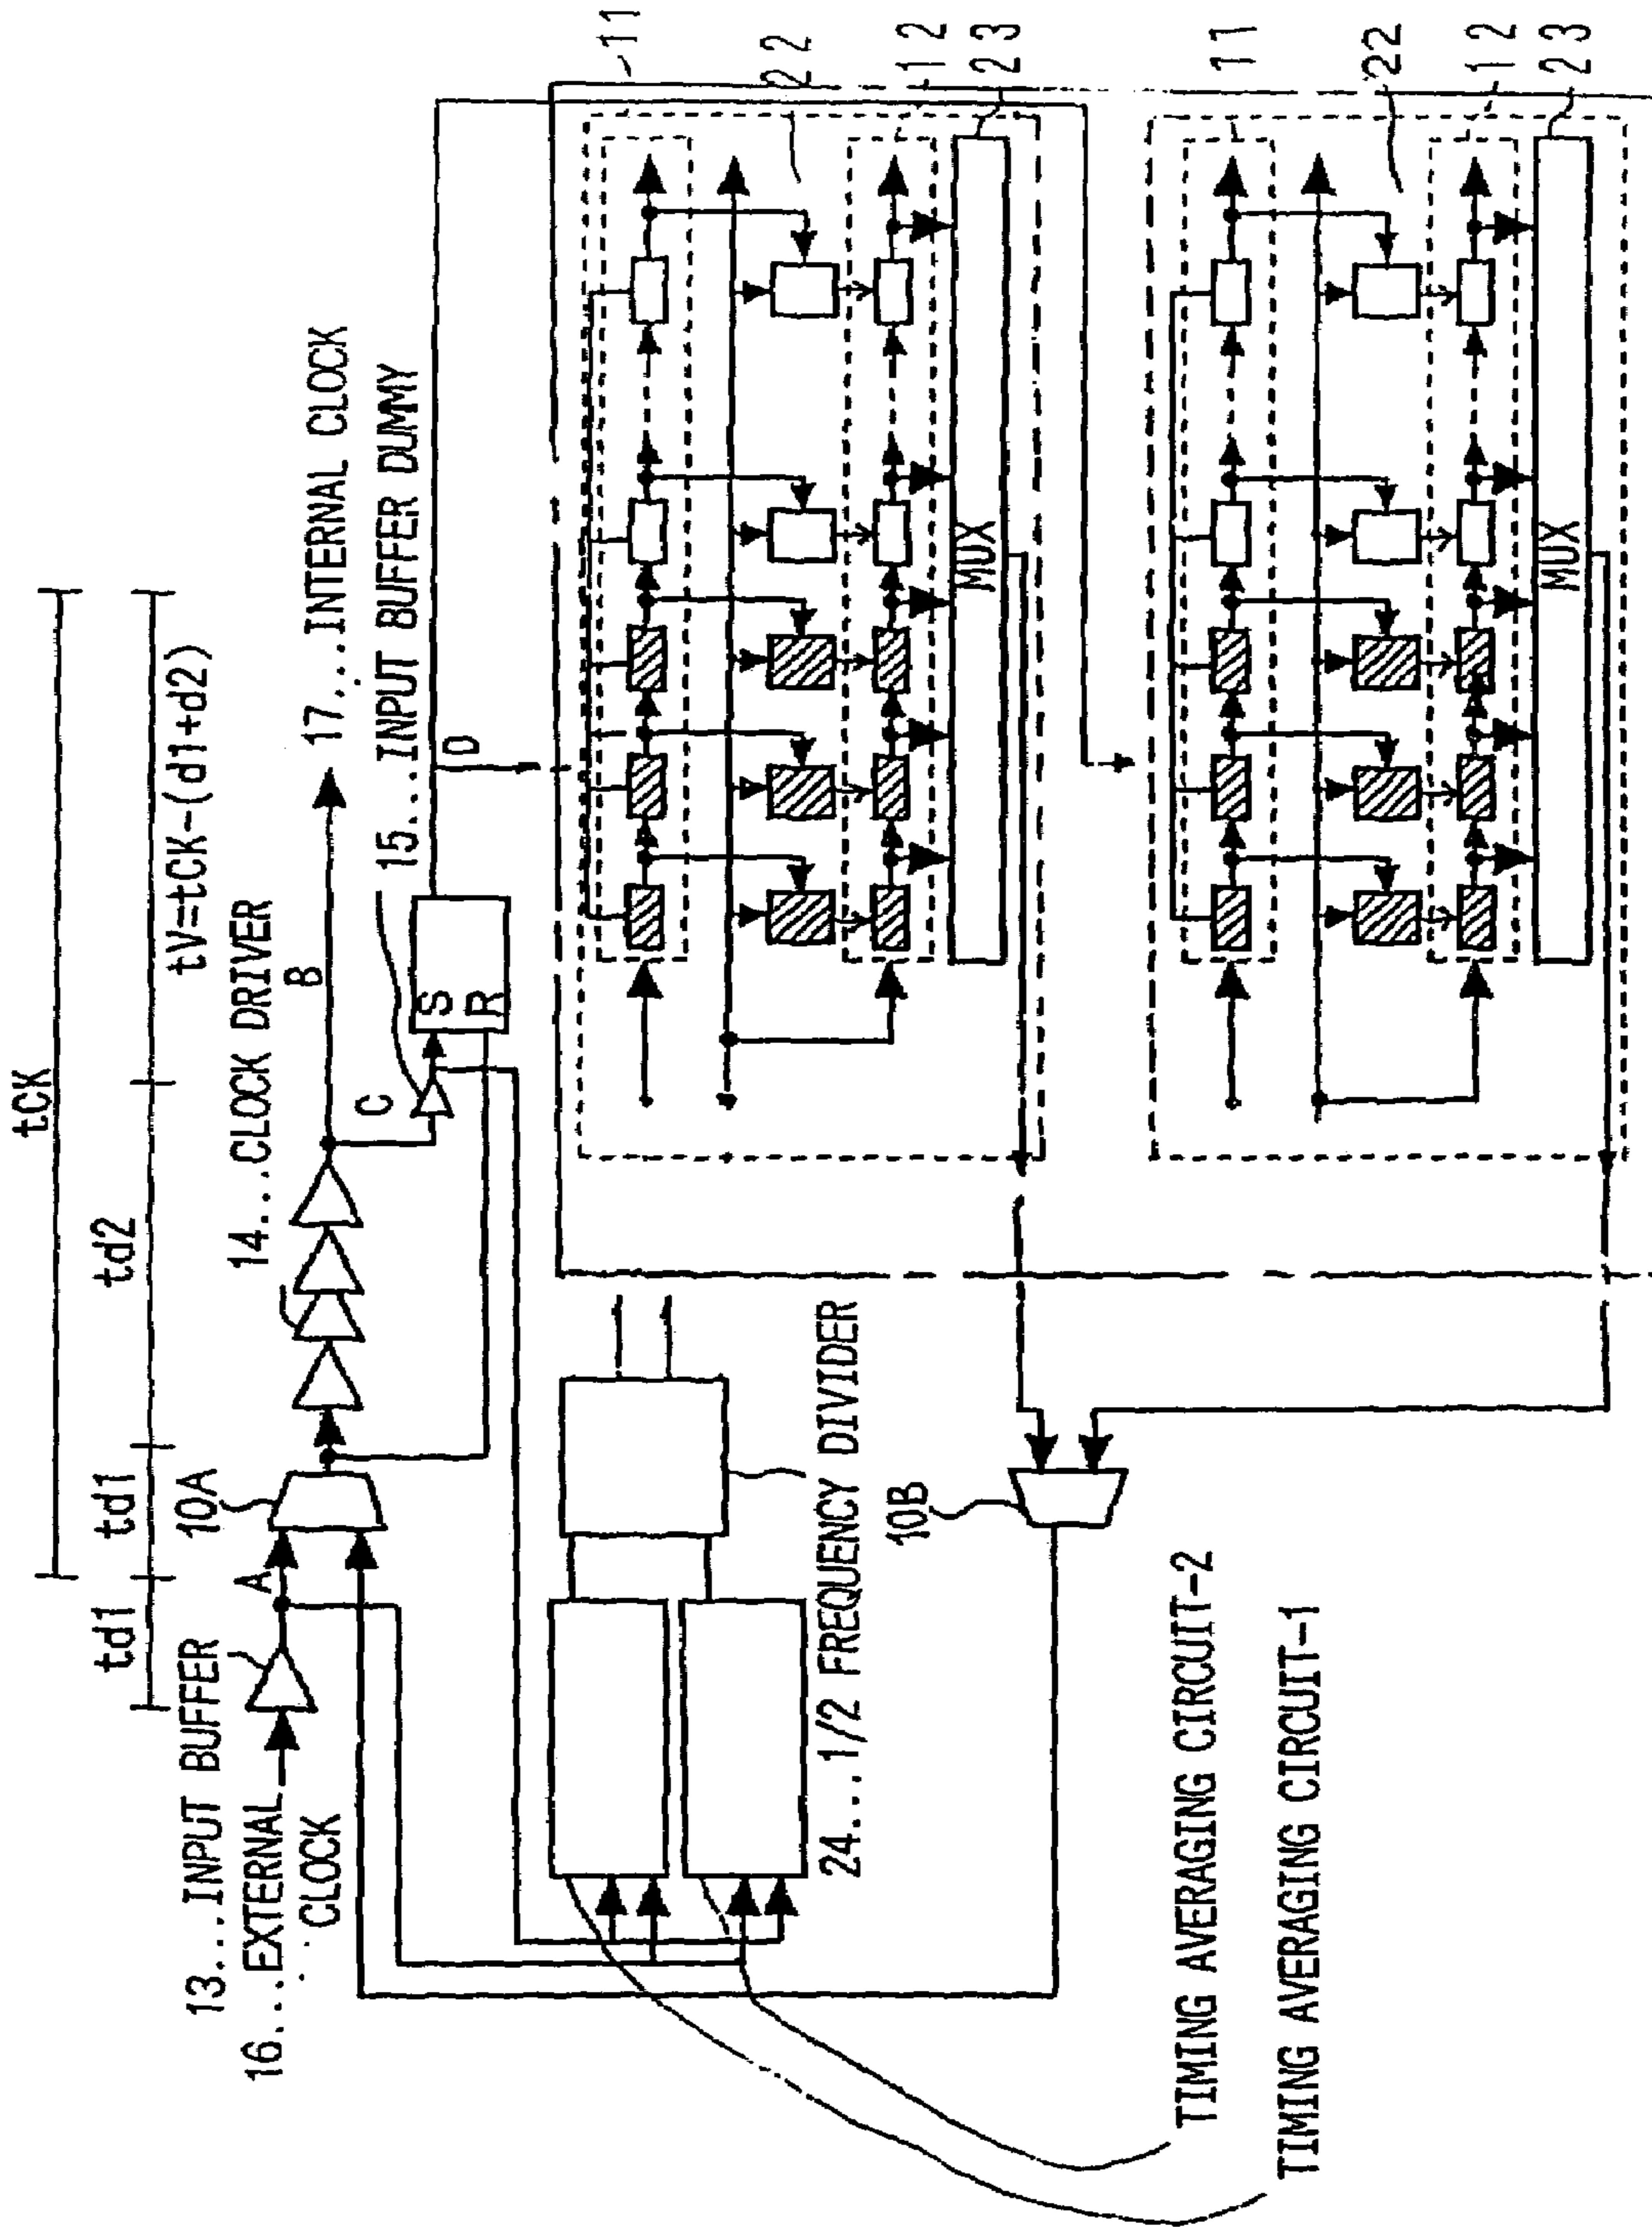 tCK
td1
td1
td2
tV=tCK-(d1+d2)
13...INPUT BUFFER
10A
14...CLOCK DRIVER
16...EXTERNAL
CLOCK
A
B
17...INTERNAL CLOCK
C
15...INPUT BUFFER DUMMY
S
R
D
11
22
12
23
MUX
24...1/2 FREQUENCY DIVIDER
10B
11
22
12
23
MUX
TIMING AVERAGING CIRCUIT-2
TIMING AVERAGING CIRCUIT-1